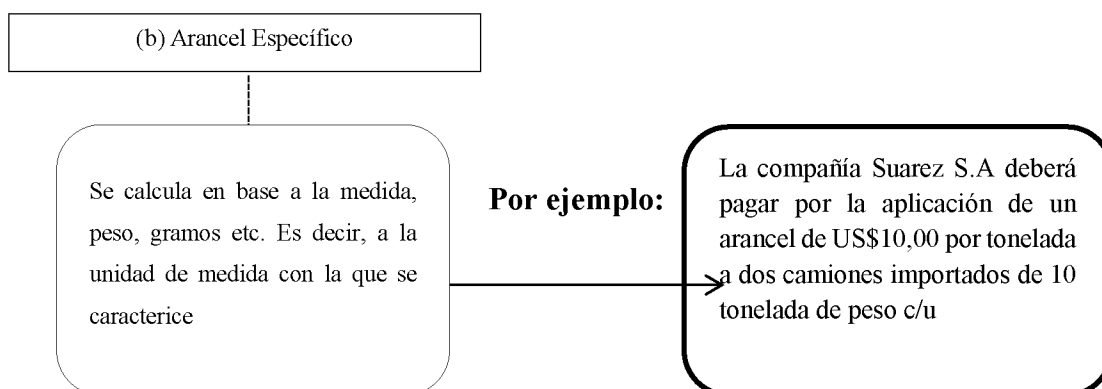 (b) Arancel Específico
Se calcula en base a la medida,
peso, gramos etc. Es decir, a la
unidad de medida con la que se
caracterice
Por ejemplo:
La compañía Suarez S.A deberá
pagar por la aplicación de un
arancel de US$10,00 por tonelada
a dos camiones importados de 10
tonelada de peso c/u